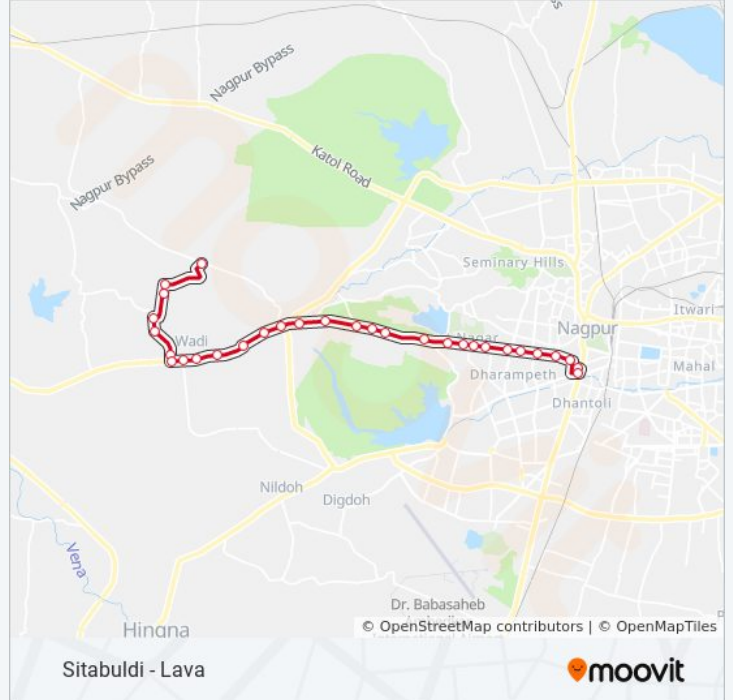 Nagpur Bypass
Katol Road
Nagpur Bypass
Seminary Hills
Itwari
Nagpur
Nagar
Wadi
Mahal
Dharampeth
Dhantoli
Nildoh
Digdoh
Vena
Dr. Babasaheb
Hingna
© OpenStreetMap contributors | © OpenMapTiles
Sitabuldi - Lava
moovit